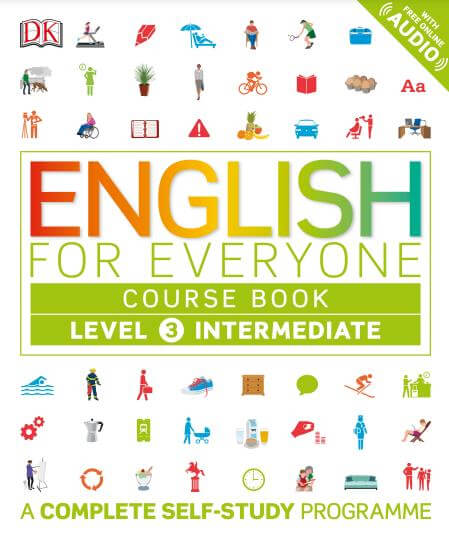 DK
WITH
FREE ONLINE
AUDIO
Aa
ENGLISH
FOR EVERYONE
COURSE BOOK
LEVEL 3 INTERMEDIATE
A COMPLETE SELF-STUDY PROGRAMME